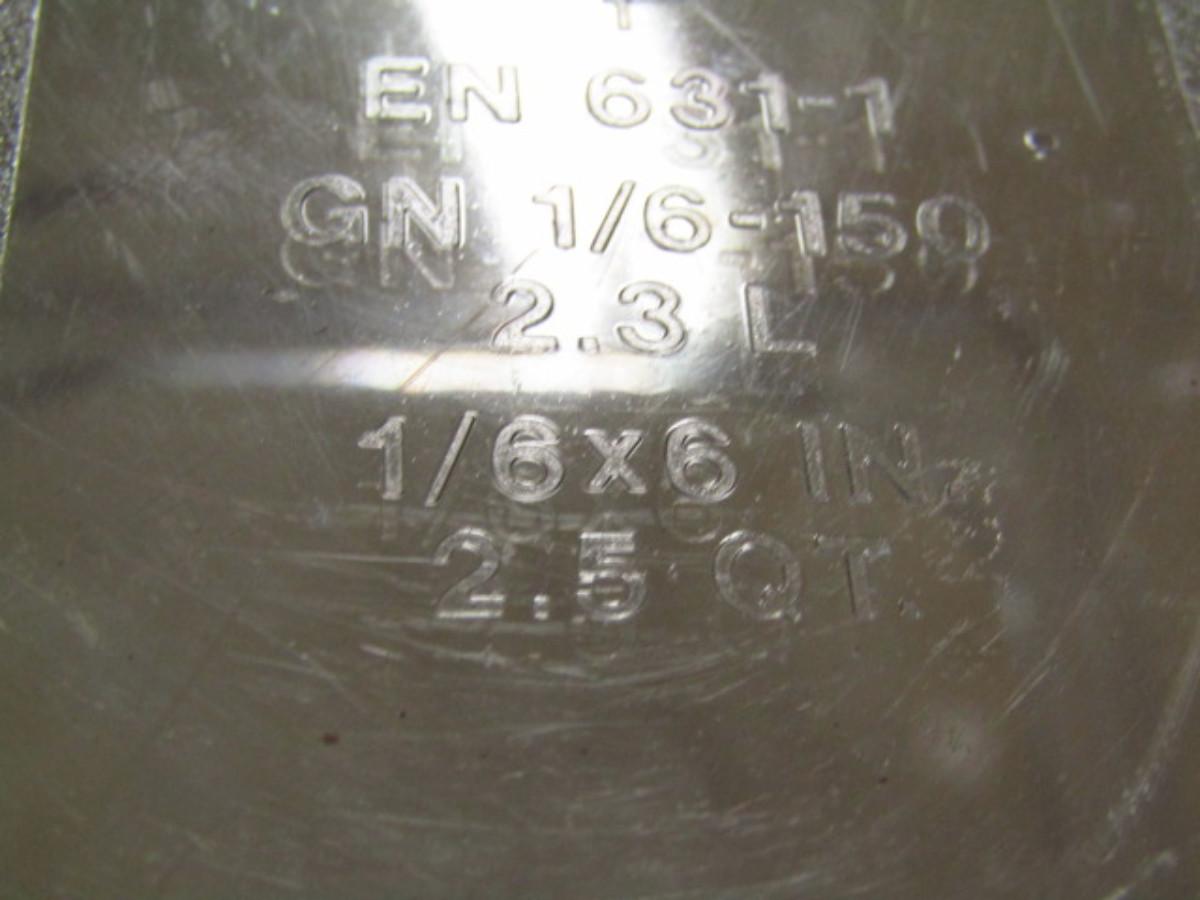 EN 631-1
GN 1/6-150
2.3 L
1/6x6 IN.
2.5 QT.